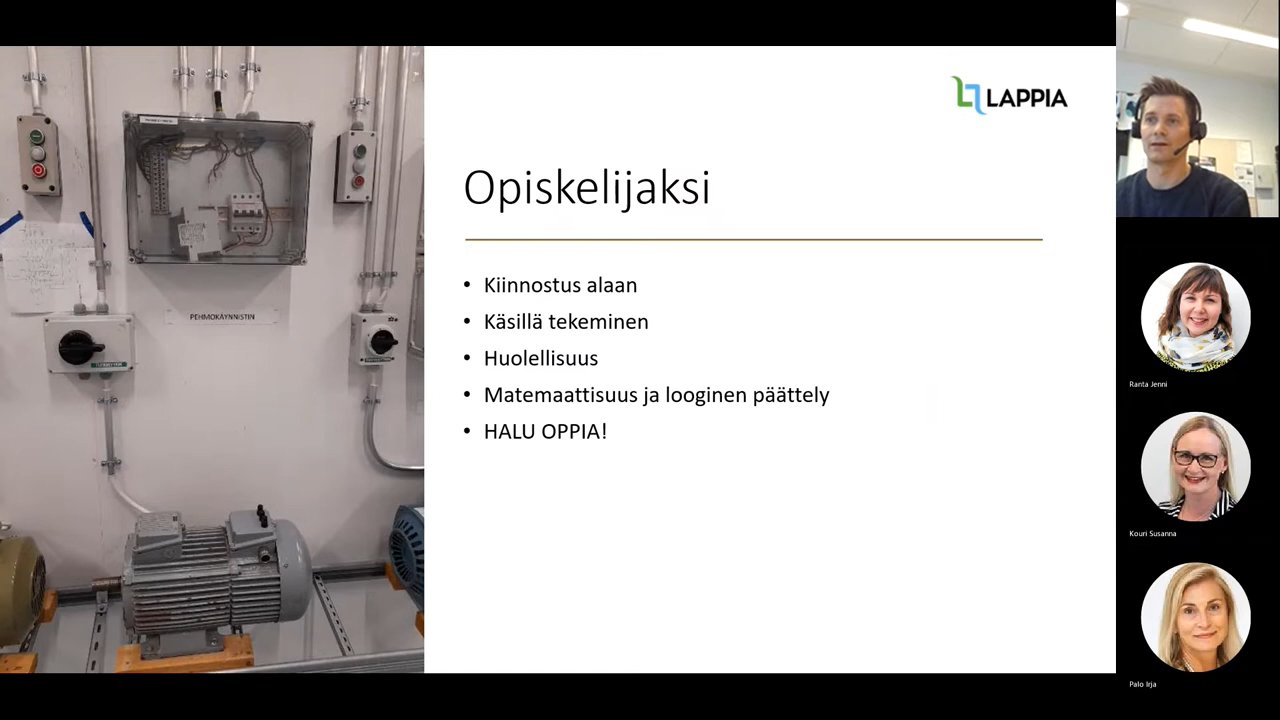 LAPPIA
Opiskelijaksi
• Kiinnostus alaan
• Käsillä tekeminen
• Huolellisuus
• Matemaattisuus ja looginen päättely
• HALU OPPIA!
PEHMOKÄYNNISTIN
Ranta Jenni
Kouri Susanna
Palo Irja